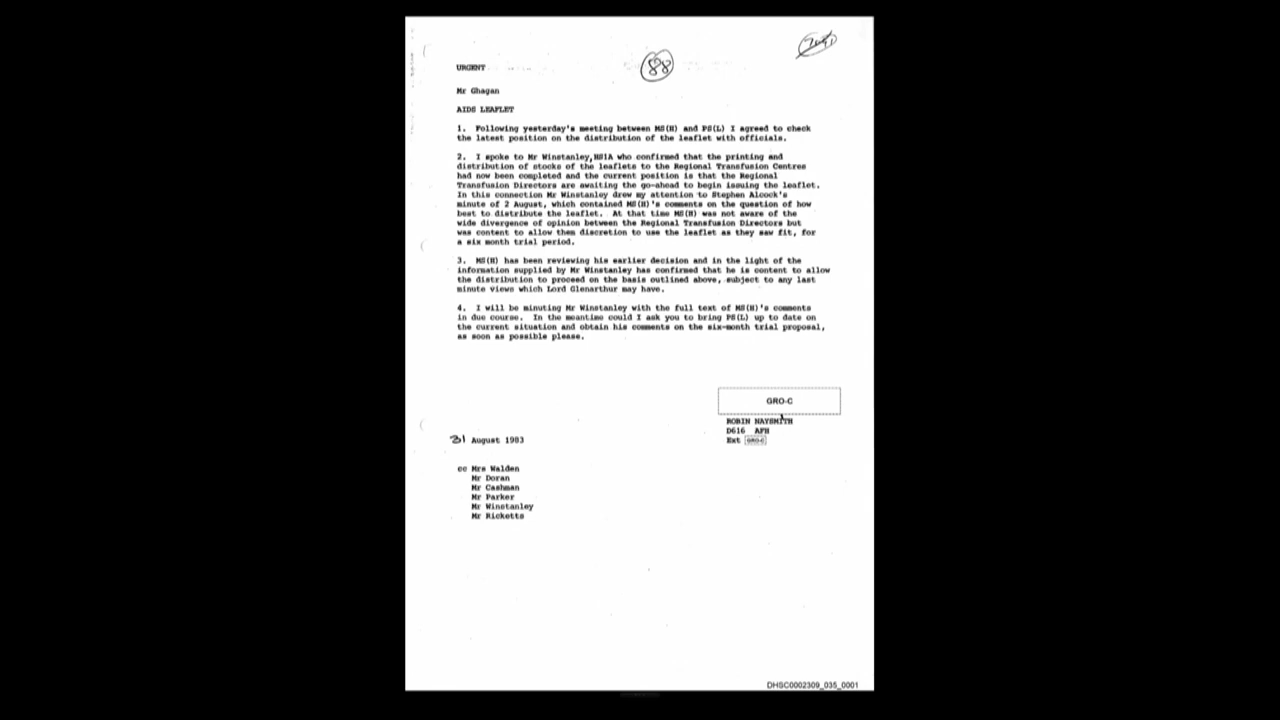 URGENT
88
Mr Ghagan
AIDS LEAFLET
1. Following yesterday's meeting between MS(H) and PS(L) I agreed to check
the latest position on the distribution of the leaflet with officials.
2. I spoke to Mr Winstanley, HS1A who confirmed that the printing and
distribution of stocks of the leaflets to the Regional Transfusion Centres
had now been completed and the current position is that the Regional
Transfusion Directors are awaiting the go-ahead to begin issuing the leaflet.
In this connection Mr Winstanley drew my attention to Stephen Alcock's
minute of 2 August, which contained MS(H)'s comments on the question of how
best to distribute the leaflet. At that time MS(H) was not aware of the
wide divergence of opinion between the Regional Transfusion Directors but
was content to allow them discretion to use the leaflet as they saw fit, for
a six month trial period.
3. MS(H) has been reviewing his earlier decision and in the light of the
information supplied by Mr Winstanley has confirmed that he is content to allow
the distribution to proceed on the basis outlined above, subject to any last
minute views which Lord Glenarthur may have.
4. I will be minuting Mr Winstanley with the full text of MS(H)'s comments
in due course. In the meantime could I ask you to bring PS(L) up to date on
the current situation and obtain his comments on the six-month trial proposal,
as soon as possible please.
GRO-C
ROBIN NAYSMITH
D616 AFH
Ext GRO-C
31 August 1983
cc Mrs Walden
Mr Doran
Mr Cashman
Mr Parker
Mr Winstanley
Mr Ricketts
DHSC0002309_035_0001